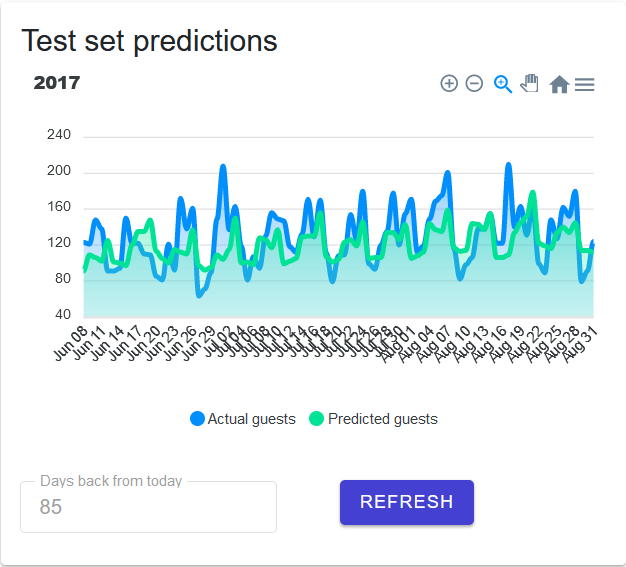 Test set predictions
2017
240
200
160
120
80
40
Jun 08 Jun 11 Jun 14 Jun 17 Jun 20 Jun 23 Jun 26 Jun 29 Jul 02 Jul 04 Jul 06 Jul 08 Jul 10 Jul 12 Jul 14 Jul 16 Jul 18 Jul 20 Jul 22 Jul 24 Jul 26 Jul 28 Jul 30 Aug 01 Aug 04 Aug 07 Aug 10 Aug 13 Aug 16 Aug 19 Aug 22 Aug 25 Aug 28 Aug 31
Actual guests Predicted guests
Days back from today
85
REFRESH